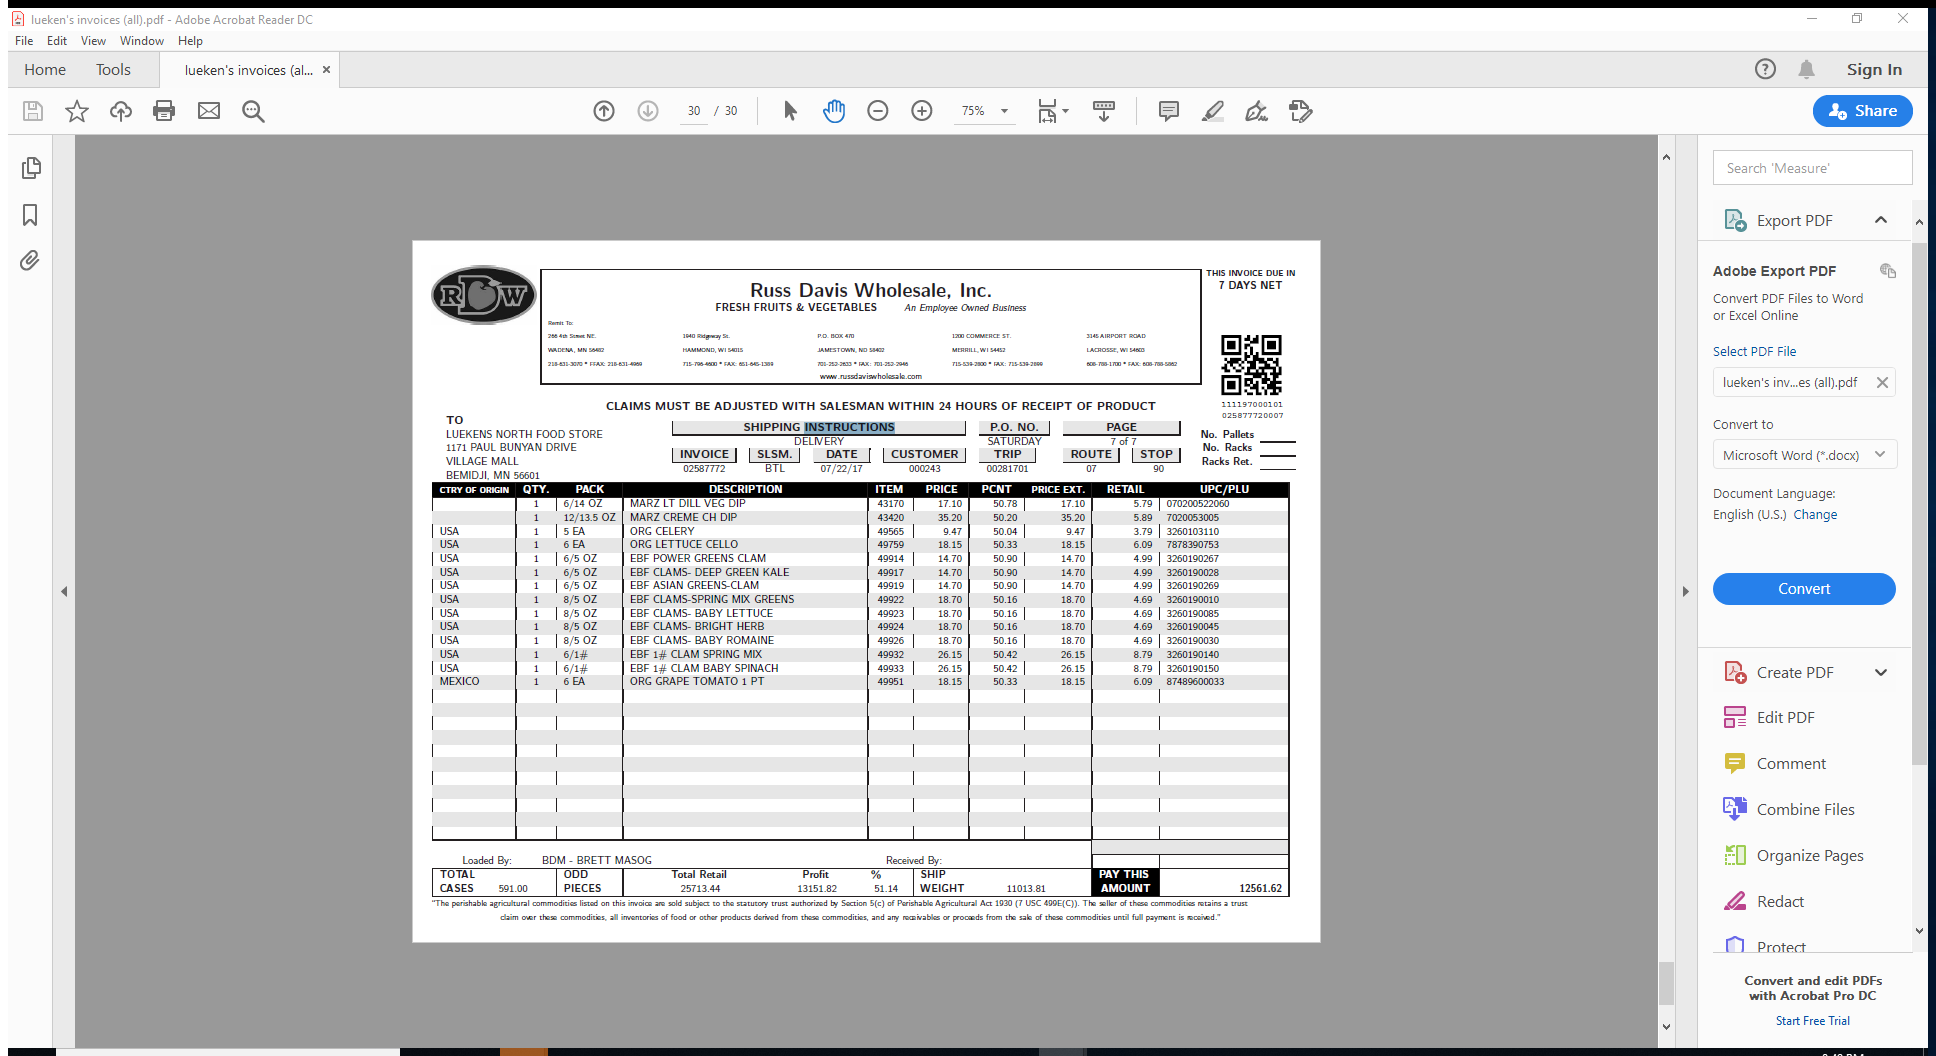 lueken's invoices (all).pdf - Adobe Acrobat Reader DC
File Edit View Window Help
Home Tools lueken's invoices (al... × Sign In
30 / 30 75% Share
Search 'Measure'
Export PDF
Adobe Export PDF
Convert PDF Files to Word
or Excel Online
Select PDF File
lueken's inv...es (all).pdf
Convert to
Microsoft Word (*.docx)
Document Language:
English (U.S.) Change
Convert
Create PDF
Edit PDF
Comment
Combine Files
Organize Pages
Redact
Protect
Convert and edit PDFs
with Acrobat Pro DC
Start Free Trial
RDW
Russ Davis Wholesale, Inc.
FRESH FRUITS & VEGETABLES An Employee Owned Business
Remit To:
266 4th Street NE. 1940 Ridgeway St. P.O. BOX 470 1200 COMMERCE ST. 3145 AIRPORT ROAD
WADENA, MN 56482 HAMMOND, WI 54015 JAMESTOWN, ND 58402 MERRILL, WI 54452 LACROSSE, WI 54603
218-631-3070 * FFAX: 218-631-4969 715-796-4600 * FAX: 651-645-1389 701-252-2633 * FAX: 701-252-2946 715-539-2800 * FAX: 715-539-2899 608-788-1700 * FAX: 608-788-5862
www.russdaviswholesale.com
THIS INVOICE DUE IN
7 DAYS NET
111197000101
025877720007
CLAIMS MUST BE ADJUSTED WITH SALESMAN WITHIN 24 HOURS OF RECEIPT OF PRODUCT
TO
LUEKENS NORTH FOOD STORE
1171 PAUL BUNYAN DRIVE
VILLAGE MALL
BEMIDJI, MN 56601
SHIPPING INSTRUCTIONS P.O. NO. PAGE
DELIVERY SATURDAY 7 of 7
INVOICE SLSM. DATE CUSTOMER TRIP ROUTE STOP
02587772 BTL 07/22/17 000243 00281701 07 90
No. Pallets
No. Racks
Racks Ret.
CTRY OF ORIGIN QTY. PACK DESCRIPTION ITEM PRICE PCNT PRICE EXT. RETAIL UPC/PLU
1 6/14 OZ MARZ LT DILL VEG DIP 43170 17.10 50.78 17.10 5.79 070200522060
1 12/13.5 OZ MARZ CREME CH DIP 43420 35.20 50.20 35.20 5.89 7020053005
USA 1 5 EA ORG CELERY 49565 9.47 50.04 9.47 3.79 3260103110
USA 1 6 EA ORG LETTUCE CELLO 49759 18.15 50.33 18.15 6.09 7878390753
USA 1 6/5 OZ EBF POWER GREENS CLAM 49914 14.70 50.90 14.70 4.99 3260190267
USA 1 6/5 OZ EBF CLAMS- DEEP GREEN KALE 49917 14.70 50.90 14.70 4.99 3260190028
USA 1 6/5 OZ EBF ASIAN GREENS-CLAM 49919 14.70 50.90 14.70 4.99 3260190269
USA 1 8/5 OZ EBF CLAMS-SPRING MIX GREENS 49922 18.70 50.16 18.70 4.69 3260190010
USA 1 8/5 OZ EBF CLAMS- BABY LETTUCE 49923 18.70 50.16 18.70 4.69 3260190085
USA 1 8/5 OZ EBF CLAMS- BRIGHT HERB 49924 18.70 50.16 18.70 4.69 3260190045
USA 1 8/5 OZ EBF CLAMS- BABY ROMAINE 49926 18.70 50.16 18.70 4.69 3260190030
USA 1 6/1# EBF 1# CLAM SPRING MIX 49932 26.15 50.42 26.15 8.79 3260190140
USA 1 6/1# EBF 1# CLAM BABY SPINACH 49933 26.15 50.42 26.15 8.79 3260190150
MEXICO 1 6 EA ORG GRAPE TOMATO 1 PT 49951 18.15 50.33 18.15 6.09 87489600033
Loaded By: BDM - BRETT MASOG Received By:
TOTAL ODD Total Retail Profit % SHIP PAY THIS
CASES 591.00 PIECES 25713.44 13151.82 51.14 WEIGHT 11013.81 AMOUNT 12561.62
"The perishable agricultural commodities listed on this invoice are sold subject to the statutory trust authorized by Section 5(c) of Perishable Agricultural Act 1930 (7 USC 499E(C)). The seller of these commodities retains a trust
claim over these commodities, all inventories of food or other products derived from these commodities, and any receivables or proceeds from the sale of these commodities until full payment is received."